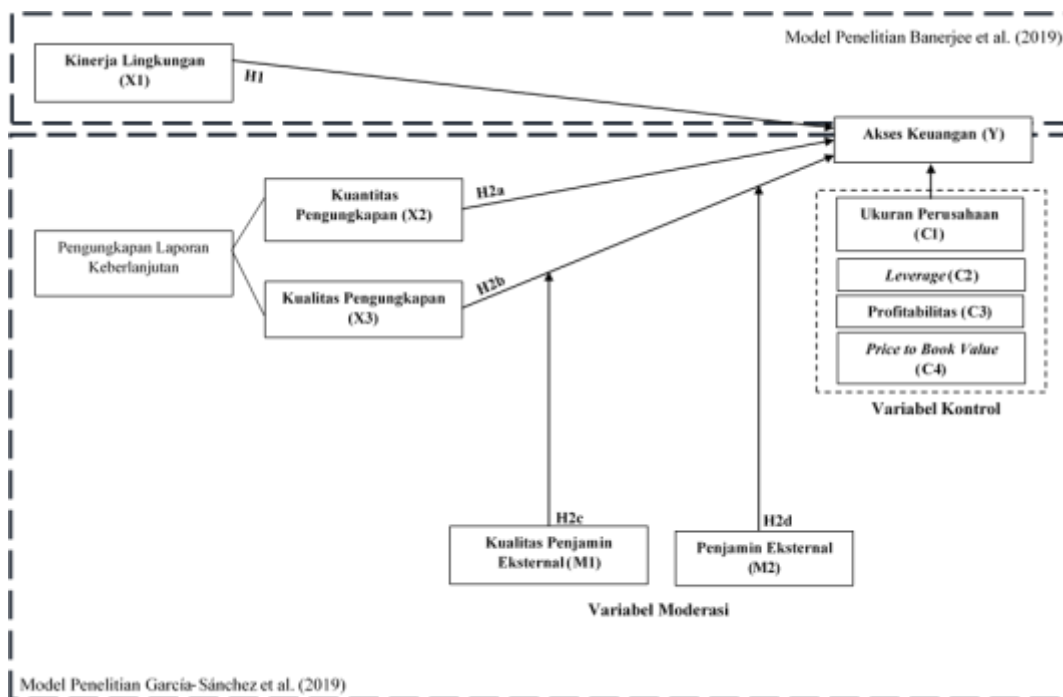 Model Penelitian Banerjee et al. (2019)
Kinerja Lingkungan
(X1)
H1
Akses Keuangan (Y)
Kuantitas
Pengungkapan (X2)
H2a
Pengungkapan Laporan
Keberlanjutan
Kualitas Pengungkapan
(X3)
H2b
Ukuran Perusahaan
(C1)
Leverage (C2)
Profitabilitas (C3)
Price to Book Value
(C4)
Variabel Kontrol
H2c
Kualitas Penjamin
Eksternal (M1)
H2d
Penjamin Eksternal
(M2)
Variabel Moderasi
Model Penelitian García-Sánchez et al. (2019)